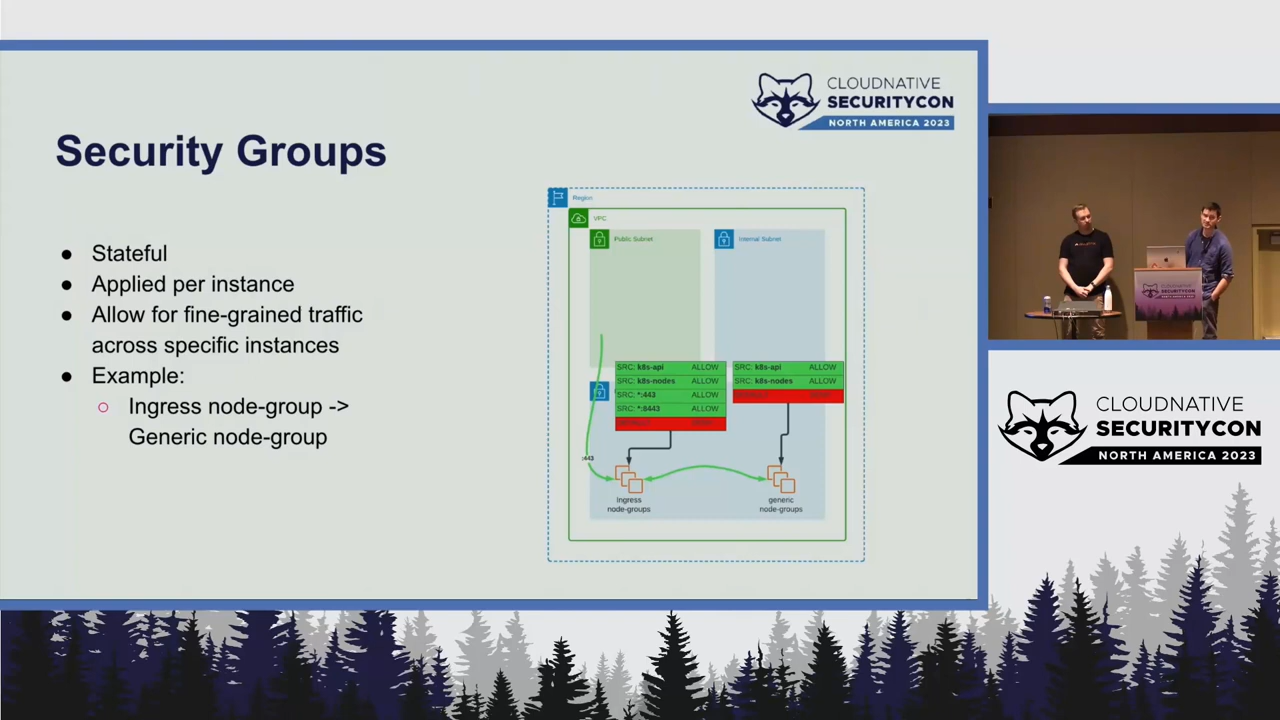 CLOUDNATIVE
SECURITYCON
NORTH AMERICA 2023
Security Groups
● Stateful
● Applied per instance
● Allow for fine-grained traffic
across specific instances
● Example:
○ Ingress node-group ->
Generic node-group
Region
VPC
Public Subnet
Internal Subnet
SRC: k8s-api ALLOW
SRC: k8s-nodes ALLOW
SRC: *:443 ALLOW
SRC: *:8443 ALLOW
SRC: k8s-api ALLOW
SRC: k8s-nodes ALLOW
:443
Ingress
node-groups
generic
node-groups
CLOUDNATIVE
SECURITYCON
NORTH AMERICA 2023